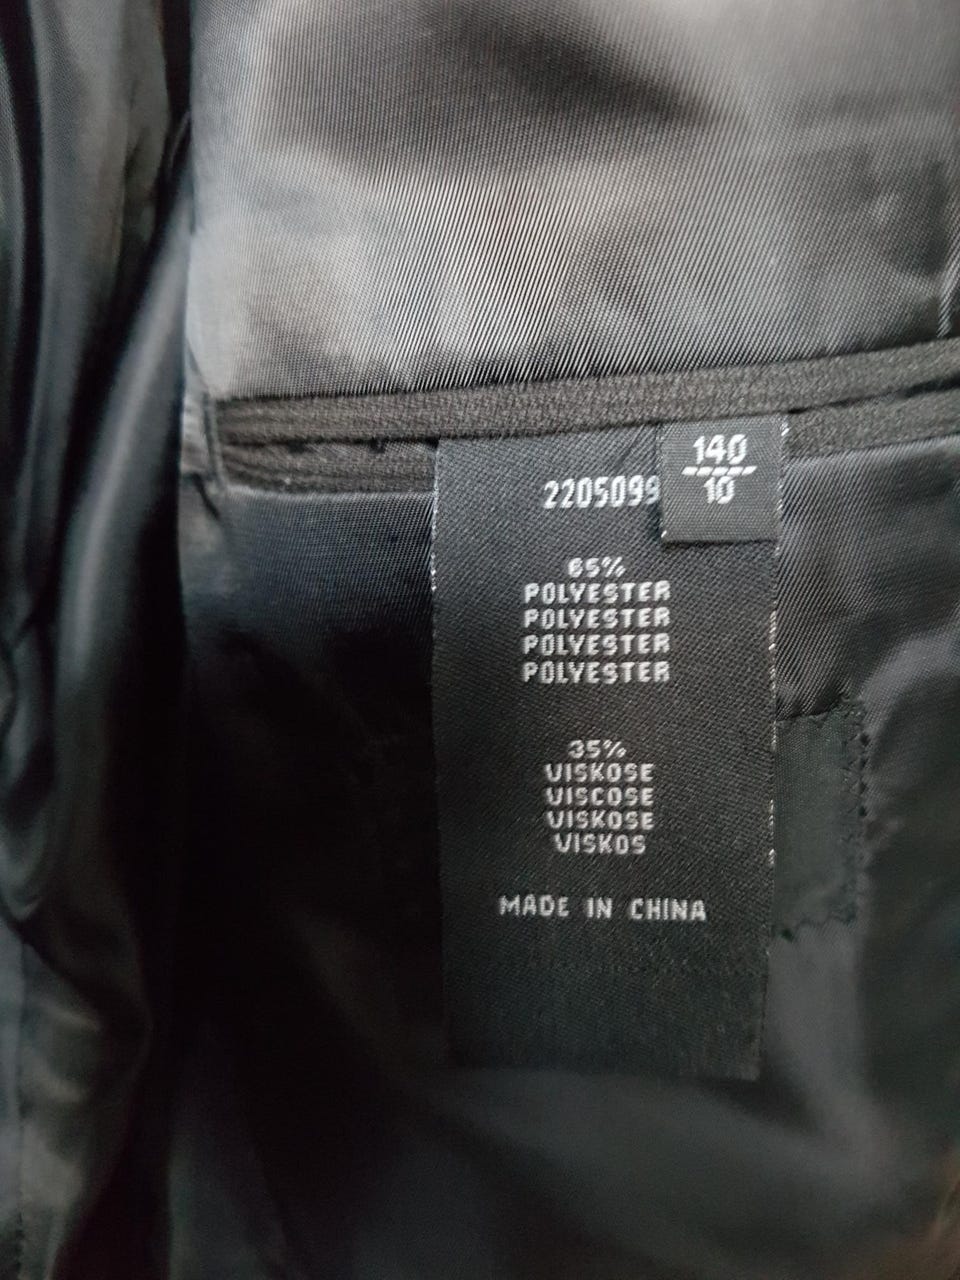 140
10
2205099
65%
POLYESTER
POLYESTER
POLYESTER
POLYESTER
35%
VISKOSE
VISCOSE
VISKOSE
VISKOS
MADE IN CHINA